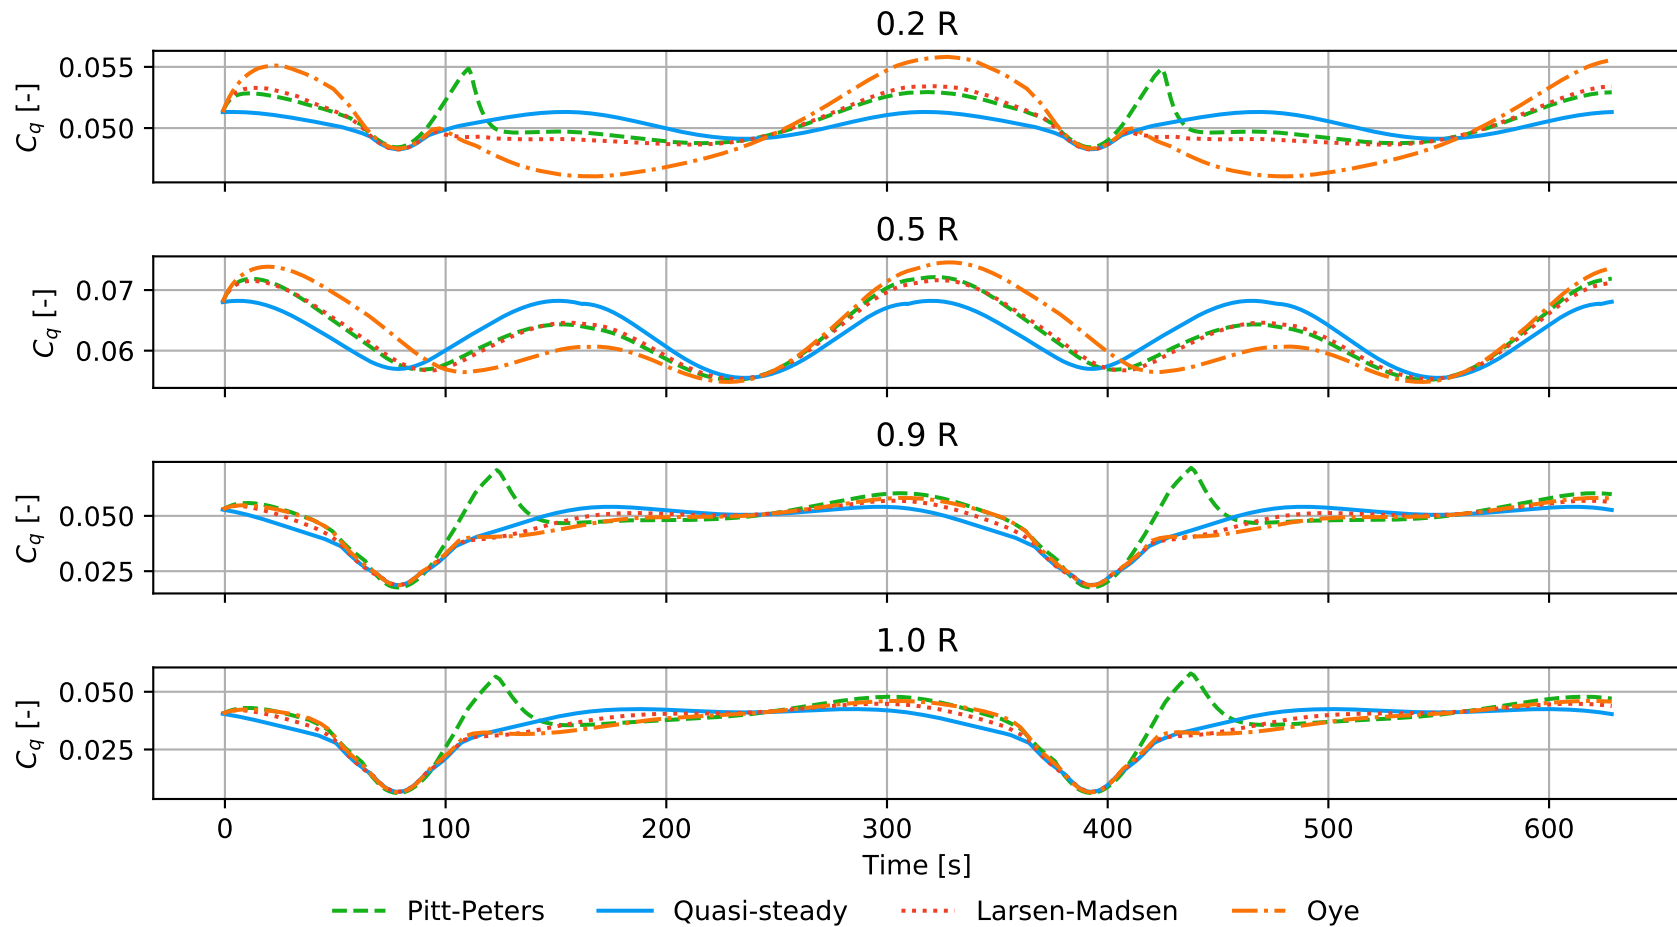 0.2 R
0.055
0.050
C_q [-]
0.5 R
0.07
0.06
C_q [-]
0.9 R
0.050
0.025
C_q [-]
1.0 R
0.050
0.025
C_q [-]
0 100 200 300 400 500 600
Time [s]
Pitt-Peters Quasi-steady Larsen-Madsen Oye